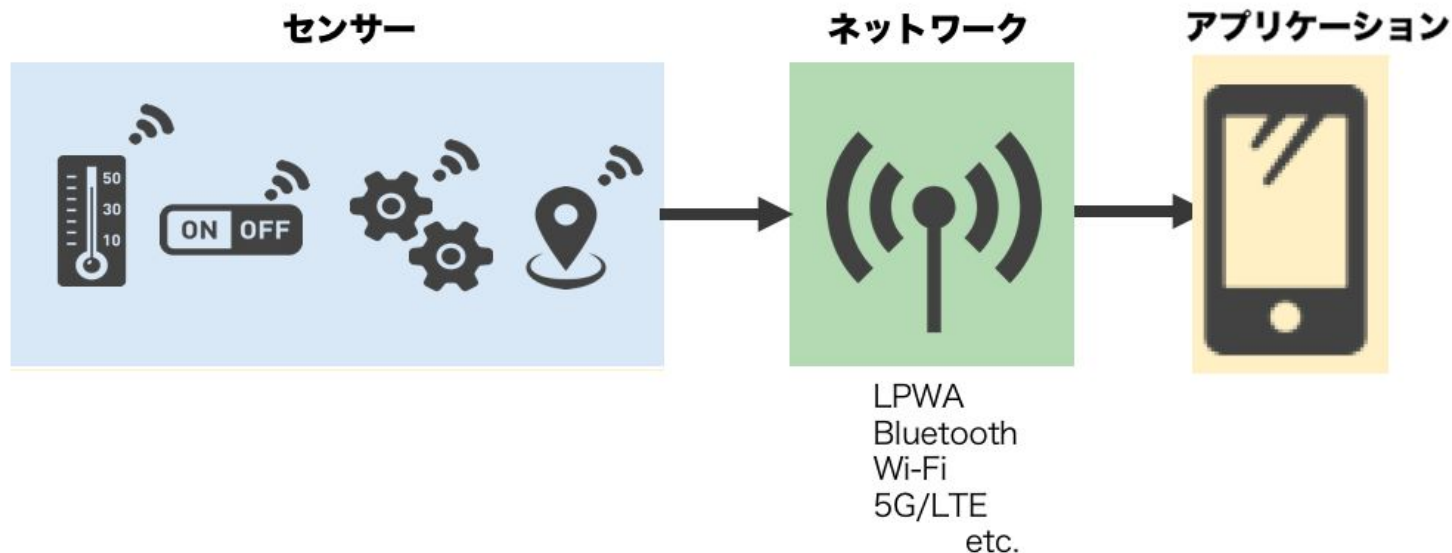 センサー
ネットワーク
アプリケーション
50
30
10
ON OFF
LPWA
Bluetooth
Wi-Fi
5G/LTE
etc.